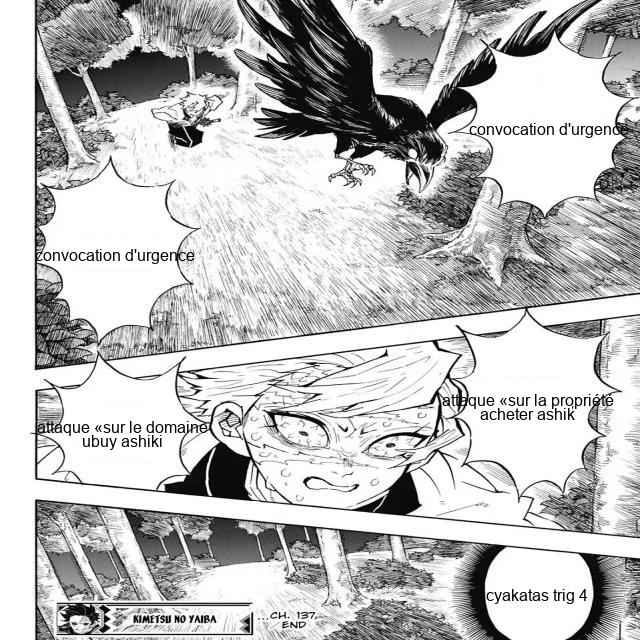 convocation d'urgence
convocation d'urgence
attaque «sur la propriété
acheter ashik
attaque «sur le domaine
ubuy ashiki
cyakatas trig 4
KIMETSU NO YAIBA
...CH. 137,
END